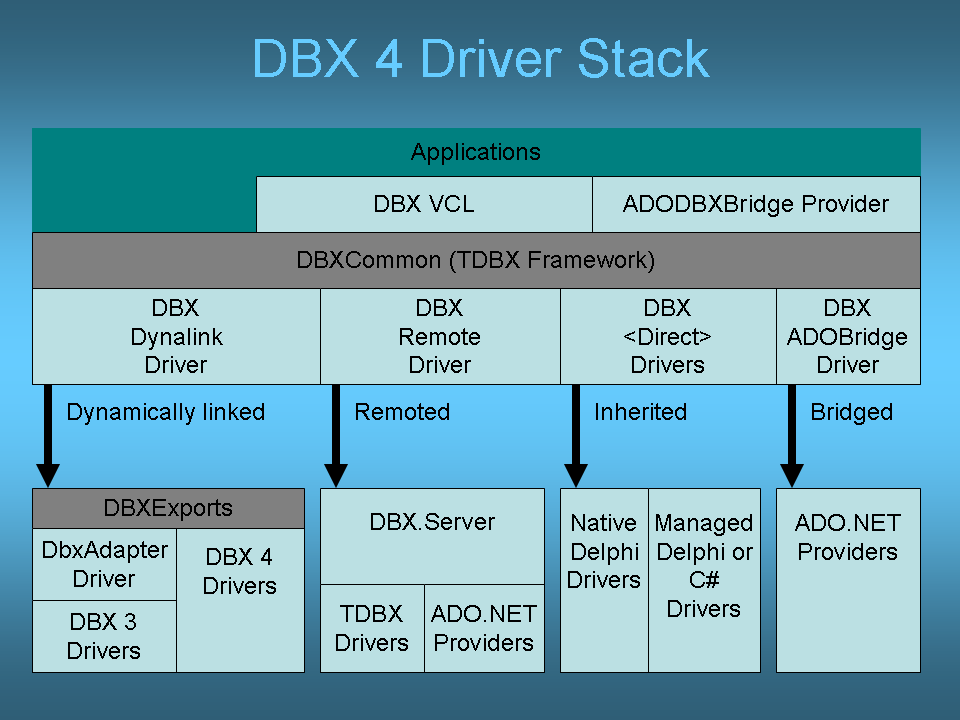 DBX 4 Driver Stack
Applications
DBX VCL
ADODBXBridge Provider
DBXCommon (TDBX Framework)
DBX
Dynalink
Driver
DBX
Remote
Driver
DBX
<Direct>
Drivers
DBX
ADOBridge
Driver
Dynamically linked
Remoted
Inherited
Bridged
DBXExports
DbxAdapter
Driver
DBX 3
Drivers
DBX 4
Drivers
DBX.Server
TDBX
Drivers
ADO.NET
Providers
Native
Delphi
Drivers
Managed
Delphi or
C#
Drivers
ADO.NET
Providers